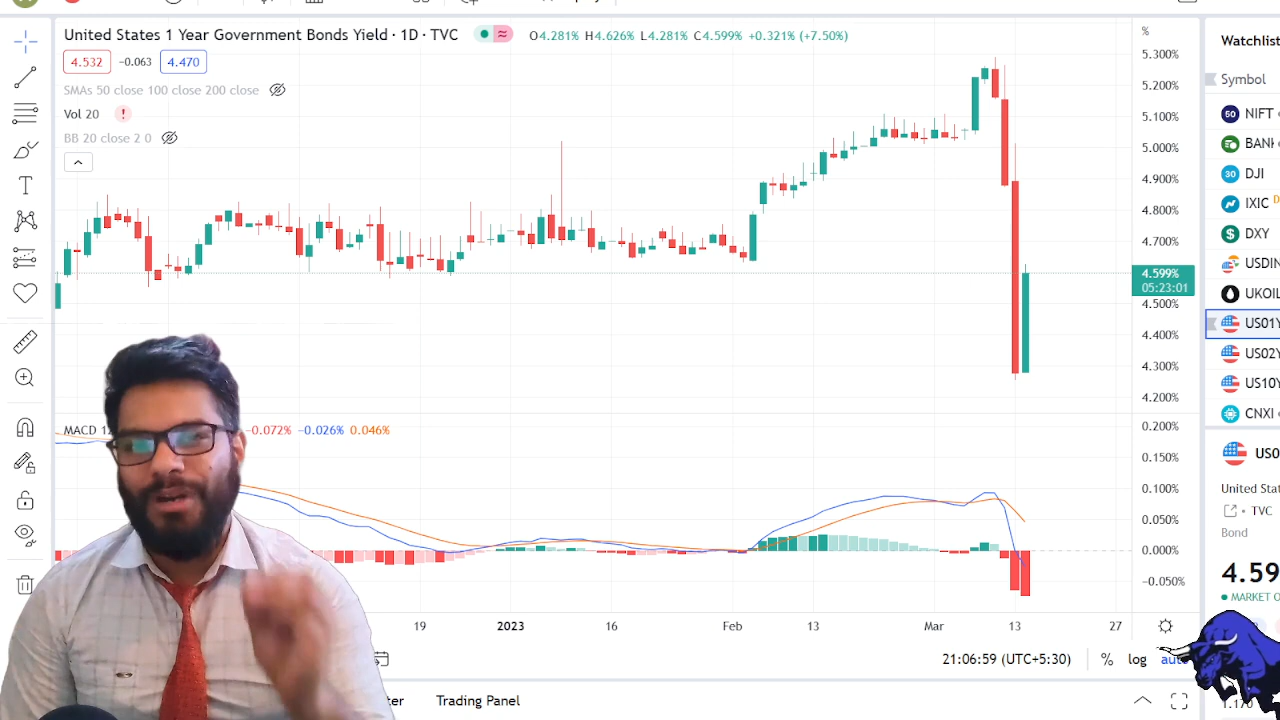 United States 1 Year Government Bonds Yield · 1D · TVC
O4.281% H4.626% L4.281% C4.599% +0.321% (+7.50%)
4.532 −0.063 4.470
SMAs 50 close 100 close 200 close
Vol 20
BB 20 close 2 0
%
5.300%
5.200%
5.100%
5.000%
4.900%
4.800%
4.700%
4.599%
05:23:01
4.500%
4.400%
4.300%
4.200%
MACD −0.072% −0.026% 0.046%
0.200%
0.150%
0.100%
0.050%
0.000%
−0.050%
19 2023 16 Feb 13 Mar 13 27
21:06:59 (UTC+5:30) % log auto
Trading Panel
Watchlist
Symbol
50 NIFT
BANK
30 DJI
IXIC D
DXY
USDIN
UKOIL
US01Y
US02Y
US10Y
CNXI
US0
United Stat
TVC
Bond
4.59
MARKET O